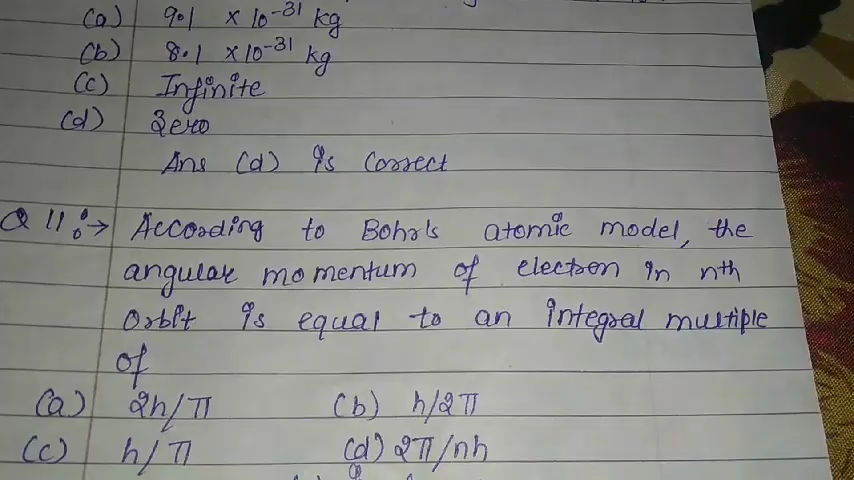 (a) 9.1 ×10⁻³¹ kg
(b) 8.1 ×10⁻³¹ kg
(c) Infinite
(d) Zero
Ans (d) is correct
Q 11:→ According to Bohr's atomic model, the
angular momentum of electron in nth
Orbit is equal to an integral multiple
of
(a) 2h/π (b) h/2π
(c) h/π (d) 2π/nh